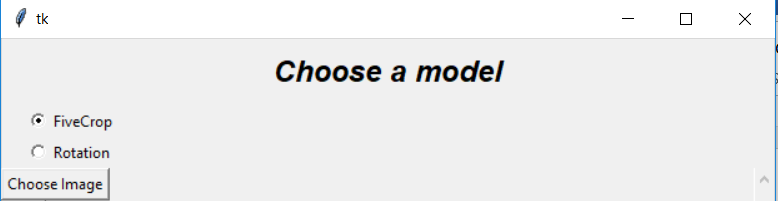 tk
Choose a model
FiveCrop
Rotation
Choose Image